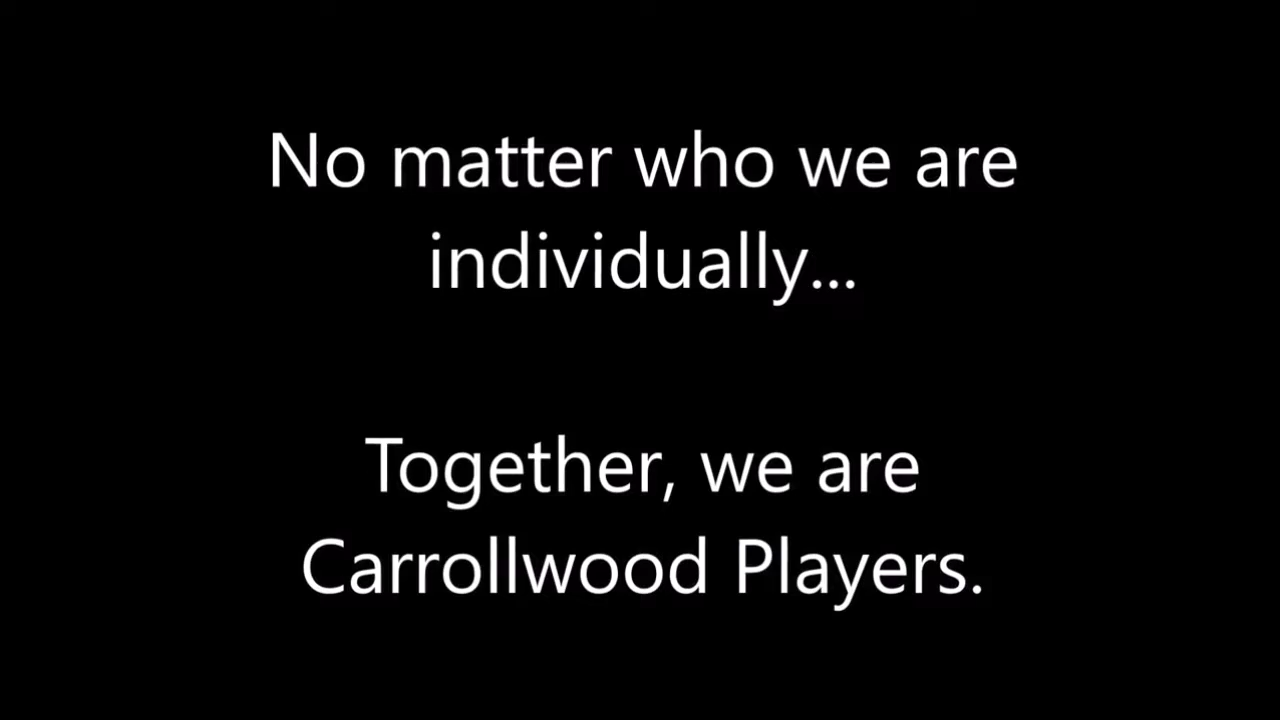 No matter who we are
individually...
Together, we are
Carrollwood Players.